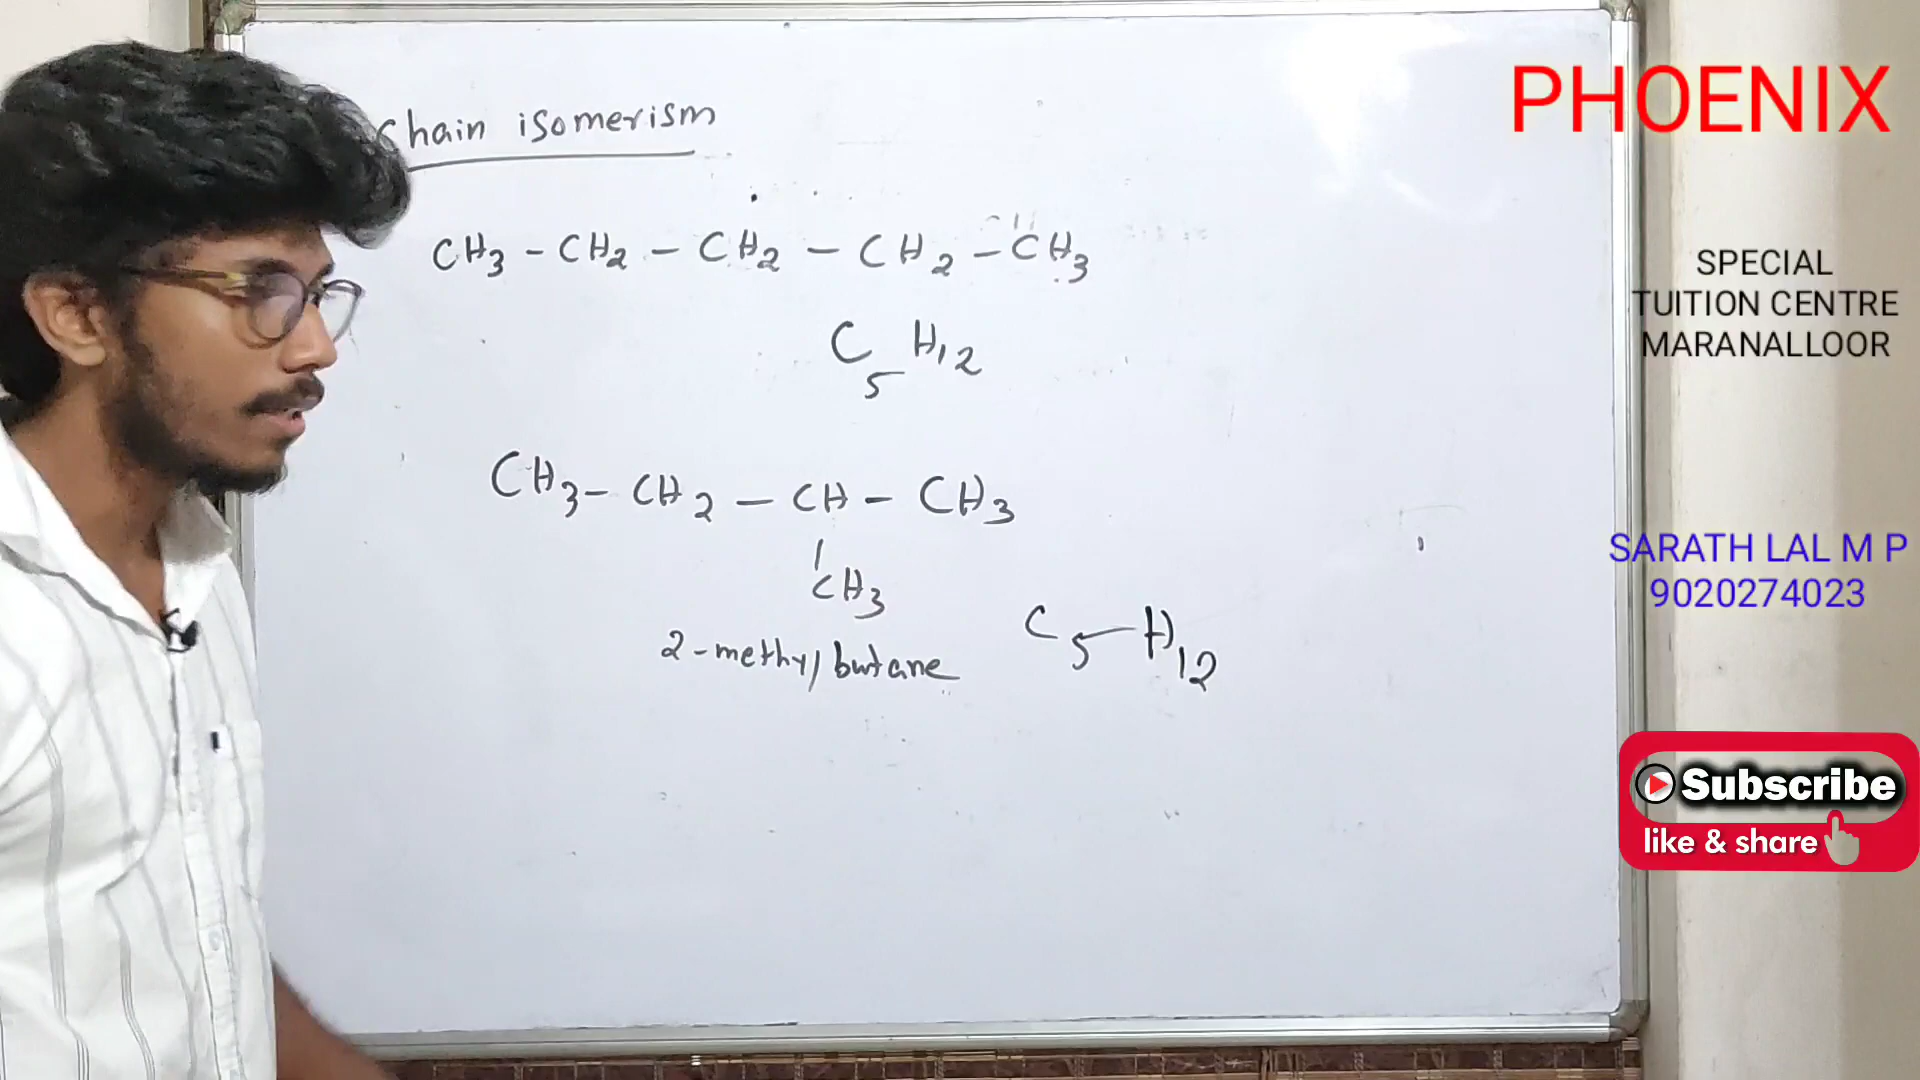 Chain isomerism
CH3 - CH2 - CH2 - CH2 - CH3
C5H12
CH3 - CH2 - CH - CH3
|
CH3
2-methylbutane
C5H12
PHOENIX
SPECIAL
TUITION CENTRE
MARANALLOOR
SARATH LAL M P
9020274023
Subscribe
like & share